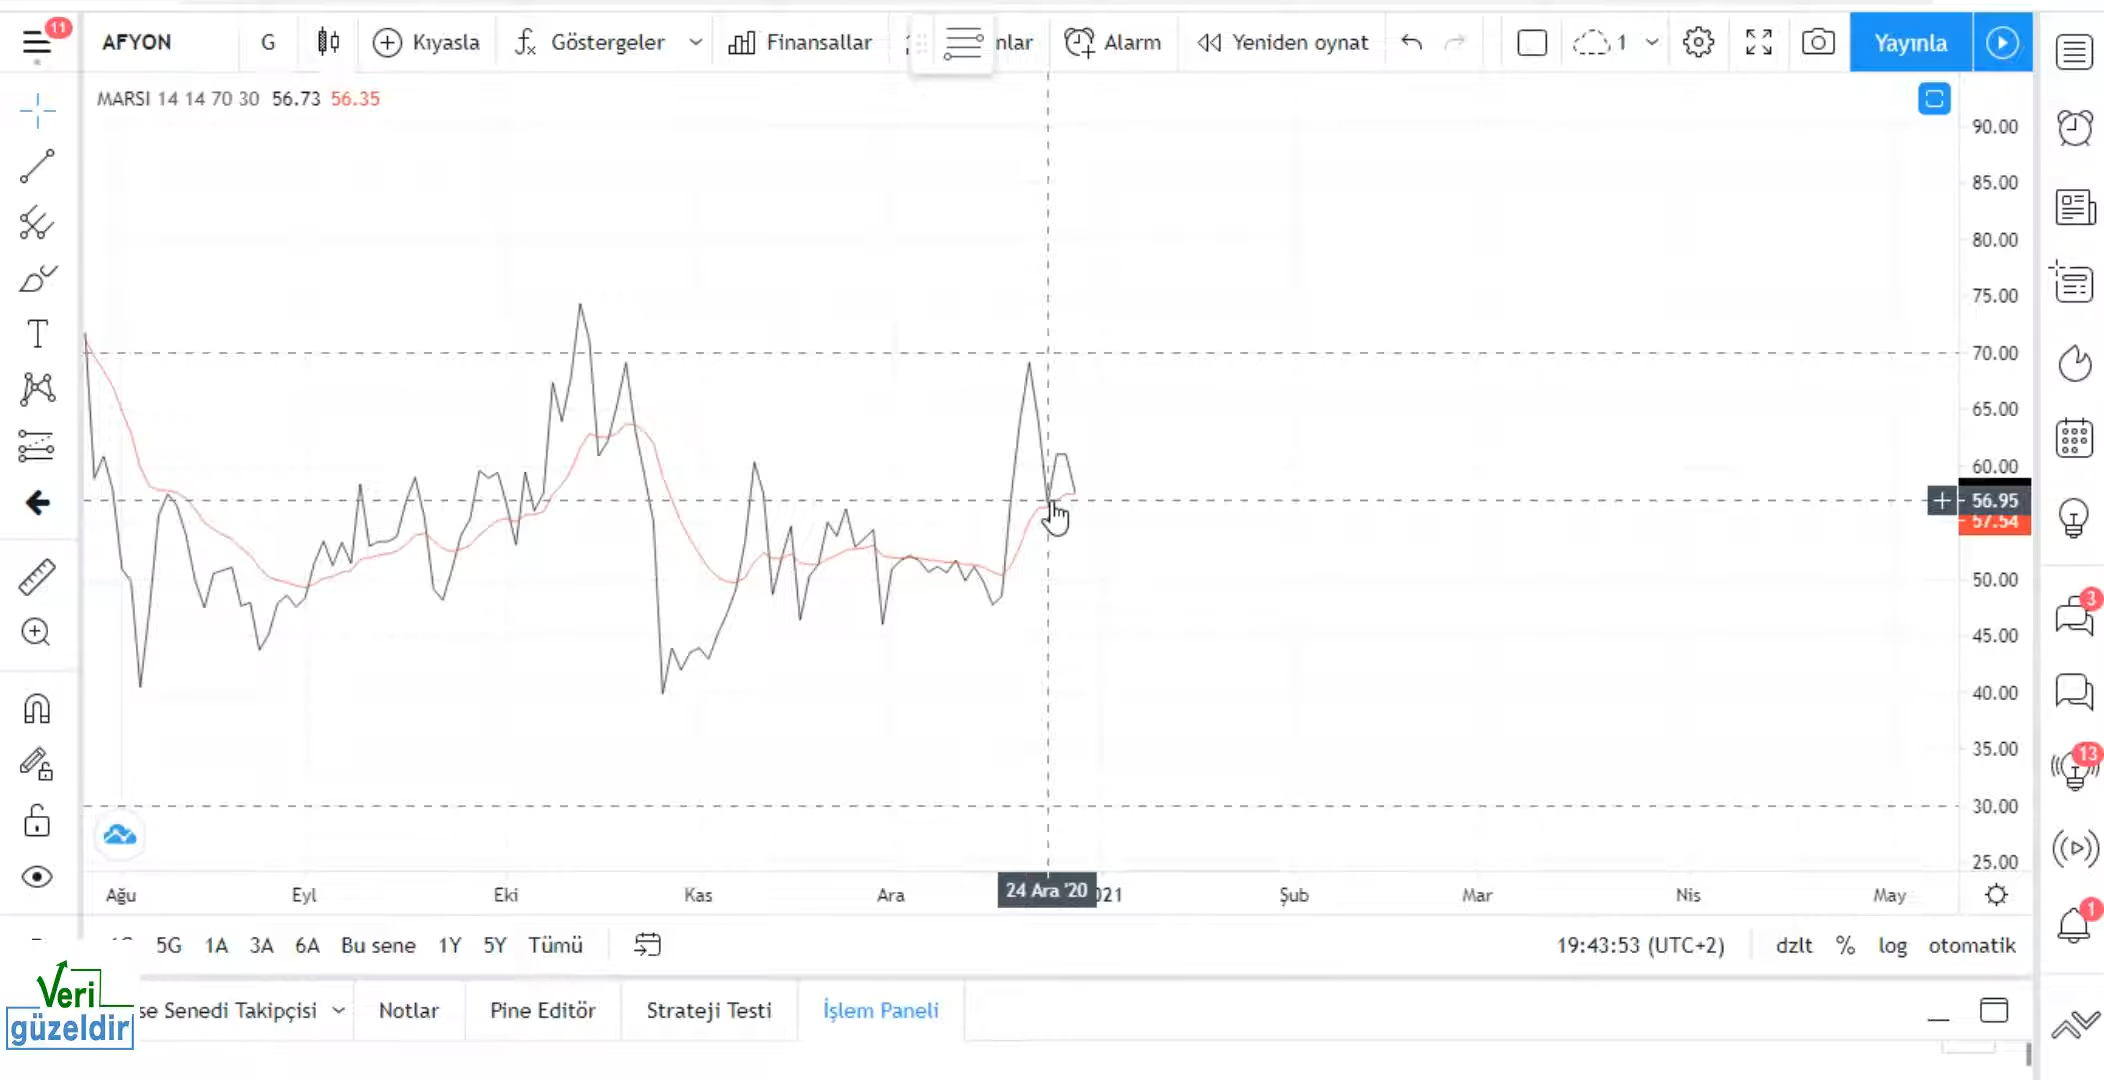 11
AFYON
G
Kıyasla
Göstergeler
Finansallar
nlar
Alarm
Yeniden oynat
1
Yayınla
MARSI 14 14 70 30 56.73 56.35
90.00
85.00
80.00
75.00
70.00
65.00
60.00
56.95
57.54
50.00
45.00
40.00
35.00
30.00
25.00
3
13
1
Ağu
Eyl
Eki
Kas
Ara
24 Ara '20
021
Şub
Mar
Nis
May
5G
1A
3A
6A
Bu sene
1Y
5Y
Tümü
19:43:53 (UTC+2)
dzlt
%
log
otomatik
Veri
güzeldir
se Senedi Takipçisi
Notlar
Pine Editör
Strateji Testi
İşlem Paneli